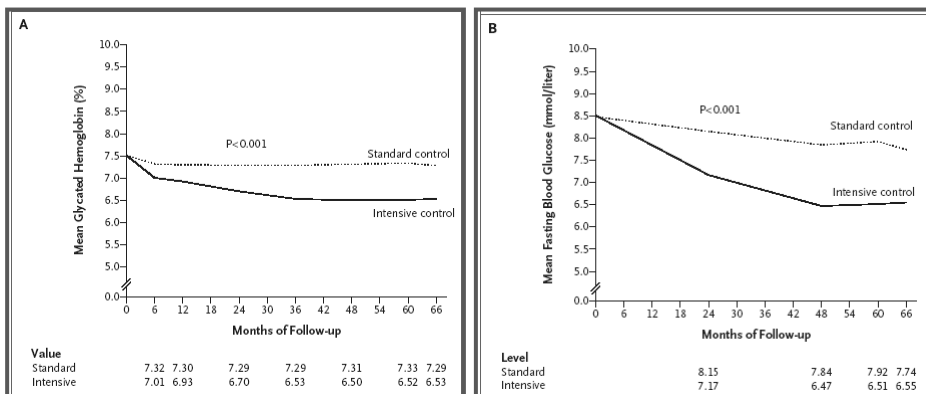 A
10.0
9.5
9.0
8.5
8.0
7.5
7.0
6.5
6.0
5.5
5.0
0.0
Mean Glycated Hemoglobin (%)
P<0.001
Standard control
Intensive control
0 6 12 18 24 30 36 42 48 54 60 66
Months of Follow-up
Value
Standard 7.32 7.30 7.29 7.29 7.31 7.33 7.29
Intensive 7.01 6.93 6.70 6.53 6.50 6.52 6.53
B
10.0
9.5
9.0
8.5
8.0
7.5
7.0
6.5
6.0
5.5
5.0
0.0
Mean Fasting Blood Glucose (mmol/liter)
P<0.001
Standard control
Intensive control
0 6 12 18 24 30 36 42 48 54 60 66
Months of Follow-up
Level
Standard 8.15 7.84 7.92 7.74
Intensive 7.17 6.47 6.51 6.55